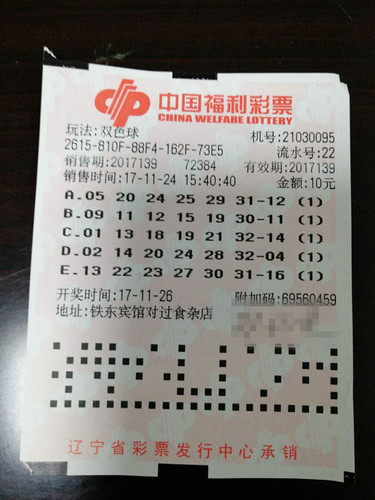 中国福利彩票
CHINA WELFARE LOTTERY
玩法:双色球 机号:21030095
2615-810F-88F4-162F-73E5 流水号:22
销售期:2017139 72384 有效期:2017139
销售时间:17-11-24 15:40:40 金额:10元
A.05 20 24 25 29 31-12 (1)
B.09 11 12 15 19 30-11 (1)
C.01 13 18 19 21 32-14 (1)
D.02 14 20 24 28 32-04 (1)
E.13 22 23 27 30 31-16 (1)
开奖时间:17-11-26 附加码:69560459
地址:铁东宾馆对过食杂店
辽宁省彩票发行中心承销